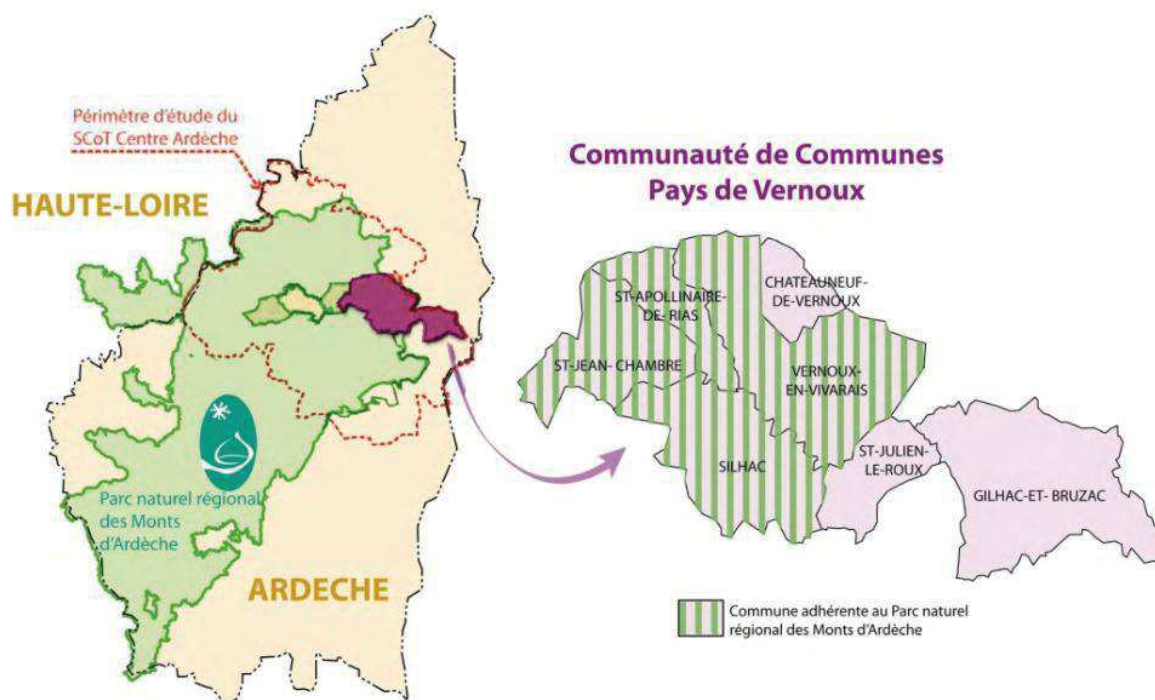 Périmètre d'étude du
SCoT Centre Ardèche
HAUTE-LOIRE
Parc naturel régional
des Monts
d'Ardèche
ARDECHE
Communauté de Communes
Pays de Vernoux
CHATEAUNEUF-
DE-VERNOUX
ST-APOLLINAIRE-
DE- RIAS
ST-JEAN- CHAMBRE
VERNOUX-
EN-VIVARAIS
SILHAC
ST-JULIEN-
LE-ROUX
GILHAC-ET- BRUZAC
Commune adhérente au Parc naturel
régional des Monts d'Ardèche